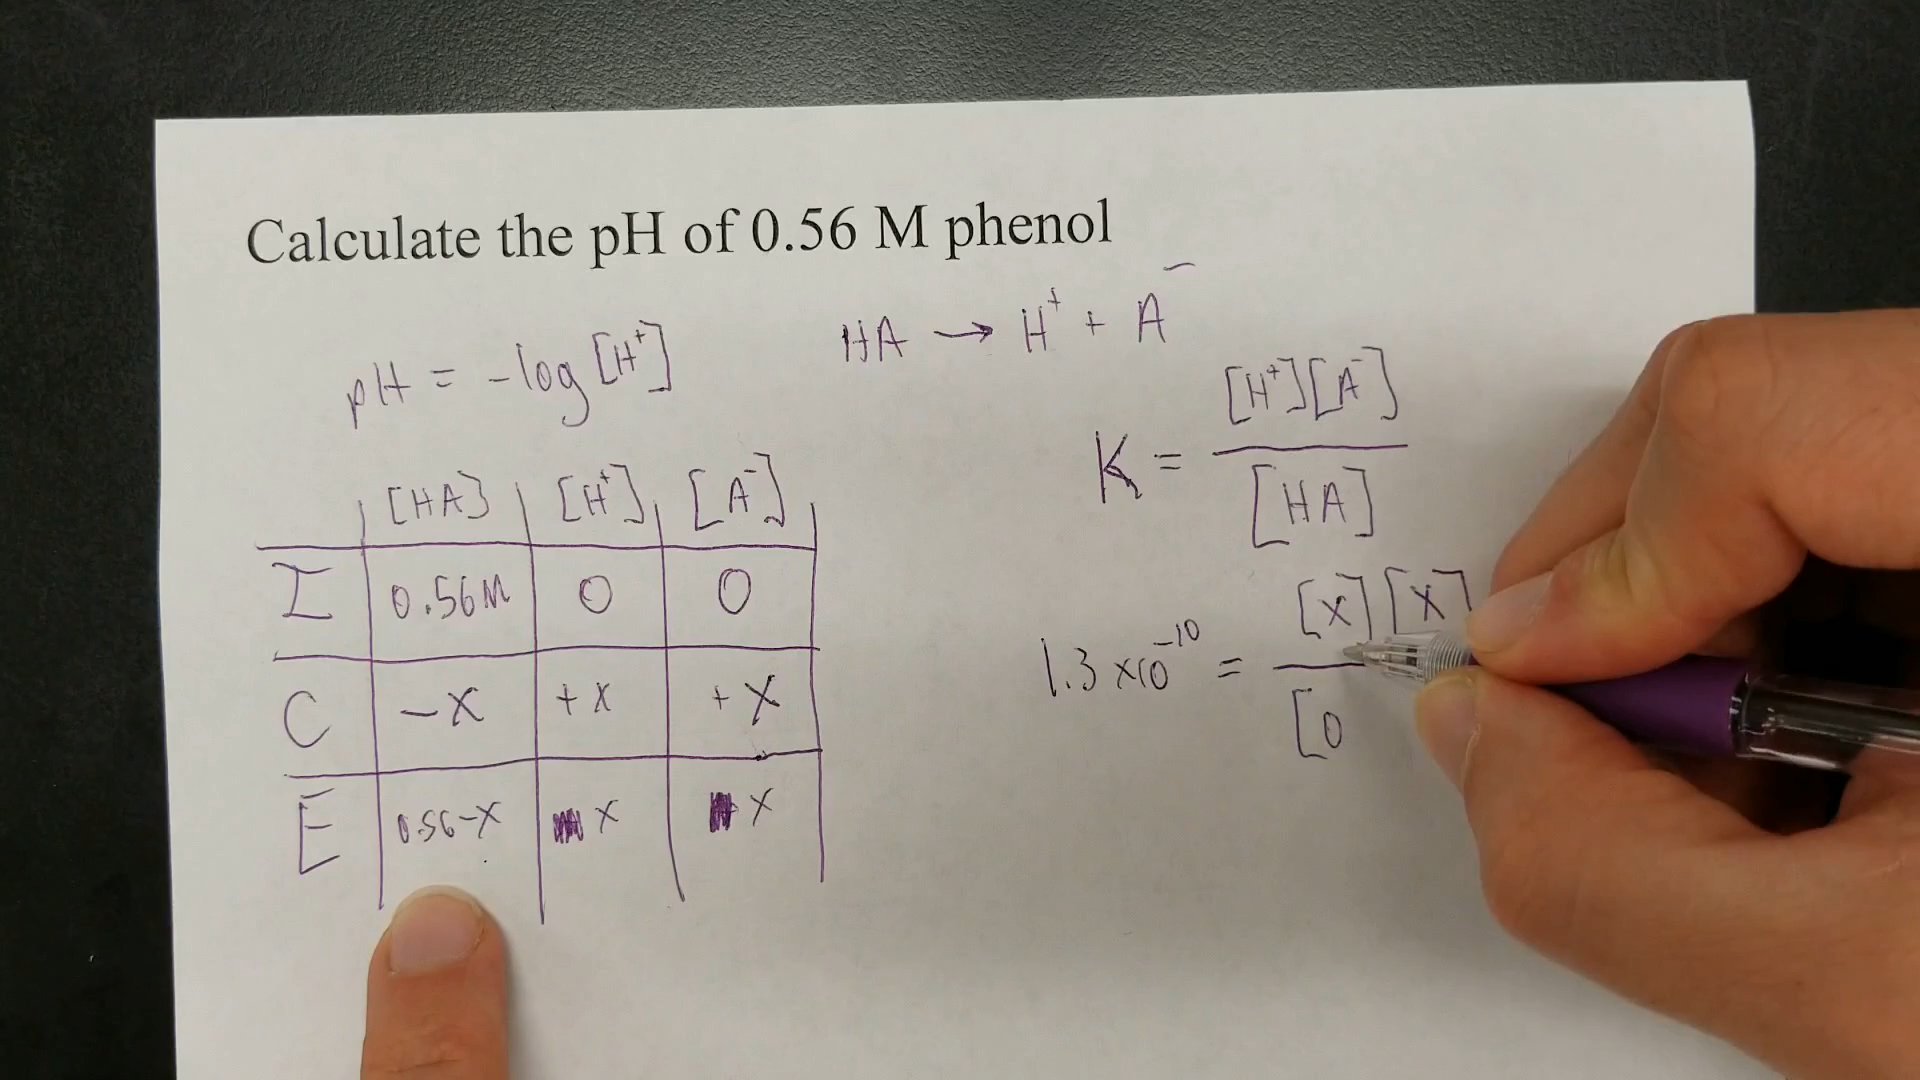 Calculate the pH of 0.56 M phenol
pH = -log [H⁺]
HA → H⁺ + A⁻
[HA] [H⁺] [A⁻]
I 0.56M 0 0
C -X +X +X
E 0.56-X X X
K = [H⁺][A⁻] / [HA]
1.3 x10⁻¹⁰ = [X][X] / [0